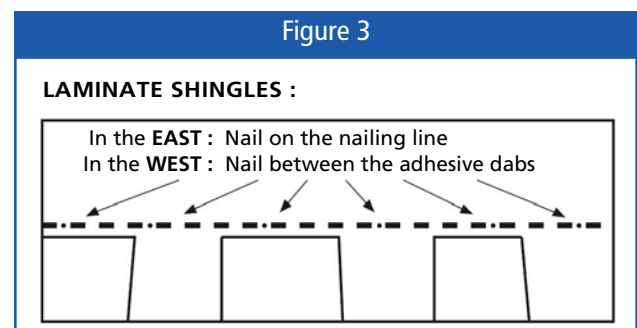 Figure 3
LAMINATE SHINGLES :
In the EAST : Nail on the nailing line
In the WEST : Nail between the adhesive dabs